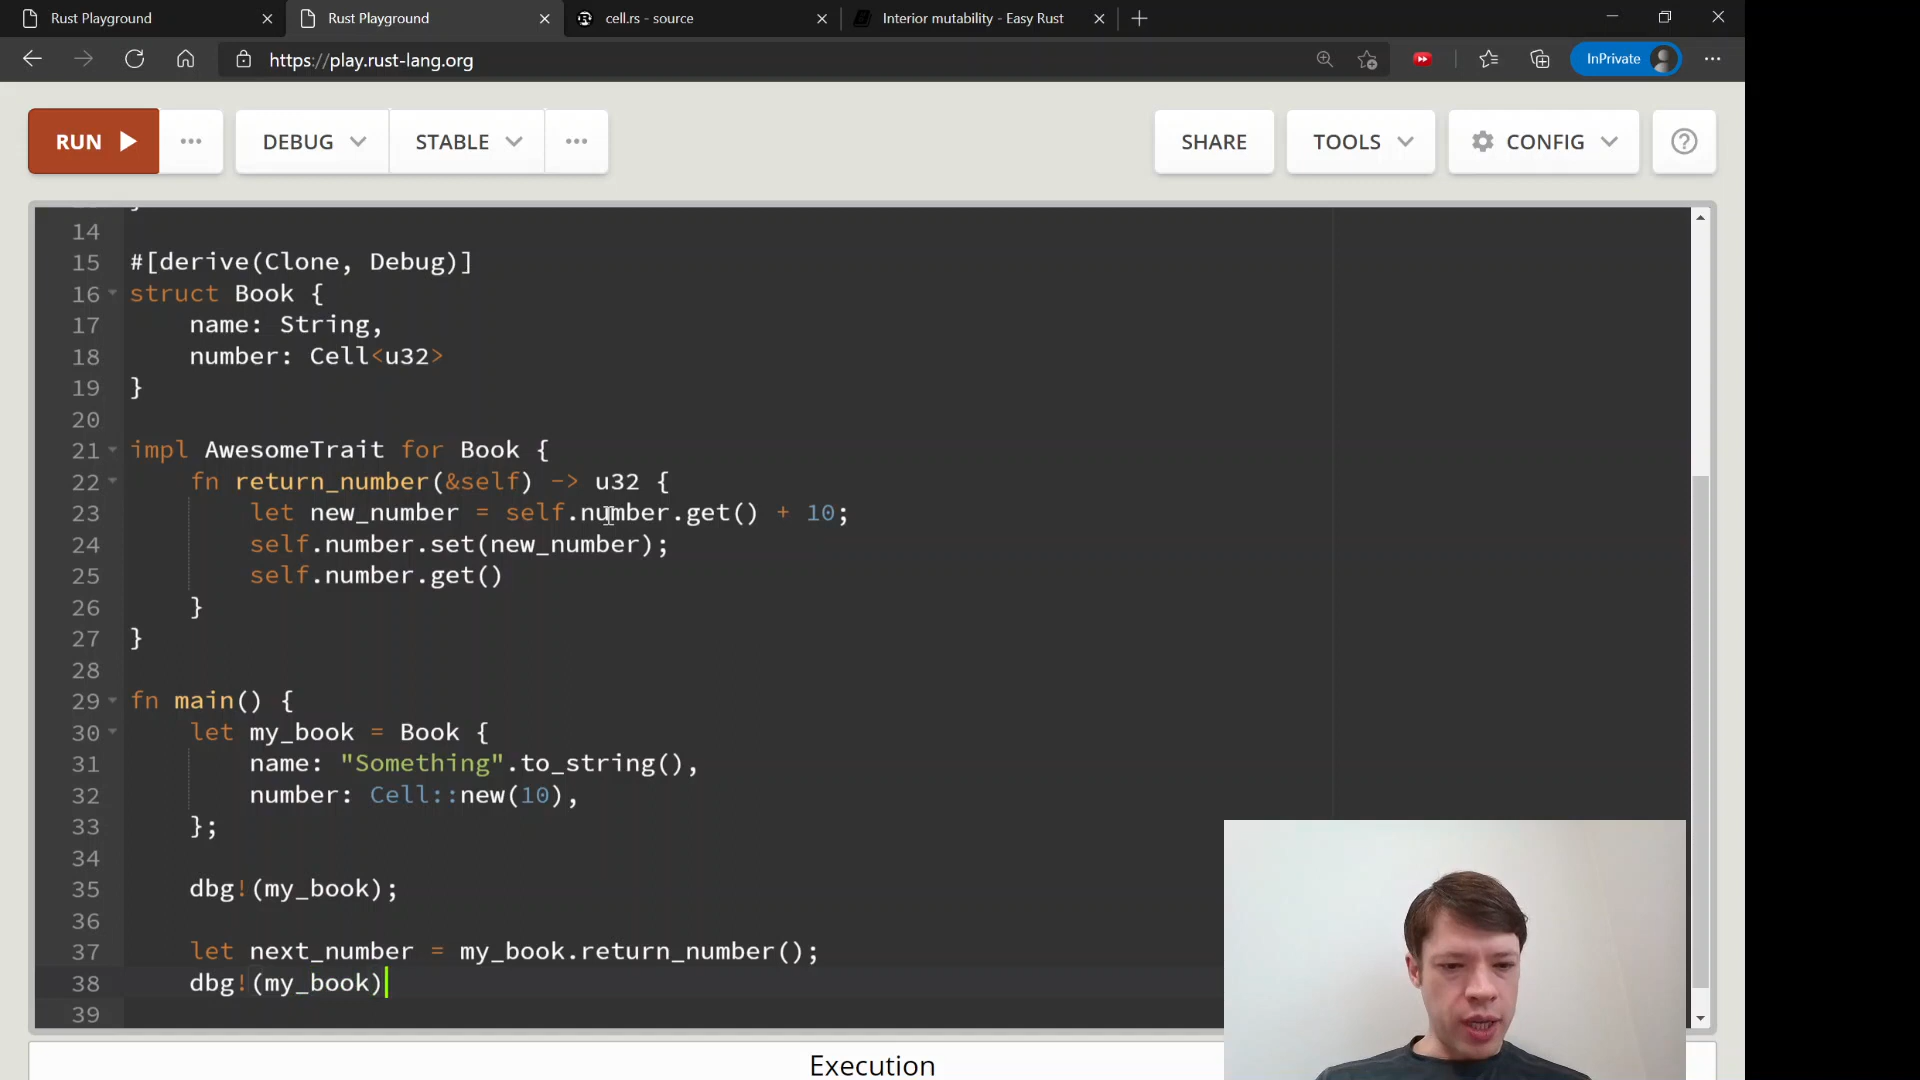 Rust Playground
Rust Playground
cell.rs - source
Interior mutability - Easy Rust
https://play.rust-lang.org
InPrivate
RUN
DEBUG
STABLE
SHARE
TOOLS
CONFIG
14
15 #[derive(Clone, Debug)]
16 struct Book {
17 name: String,
18 number: Cell<u32>
19 }
20
21 impl AwesomeTrait for Book {
22 fn return_number(&self) -> u32 {
23 let new_number = self.number.get() + 10;
24 self.number.set(new_number);
25 self.number.get()
26 }
27 }
28
29 fn main() {
30 let my_book = Book {
31 name: "Something".to_string(),
32 number: Cell::new(10),
33 };
34
35 dbg!(my_book);
36
37 let next_number = my_book.return_number();
38 dbg!(my_book)
39
Execution